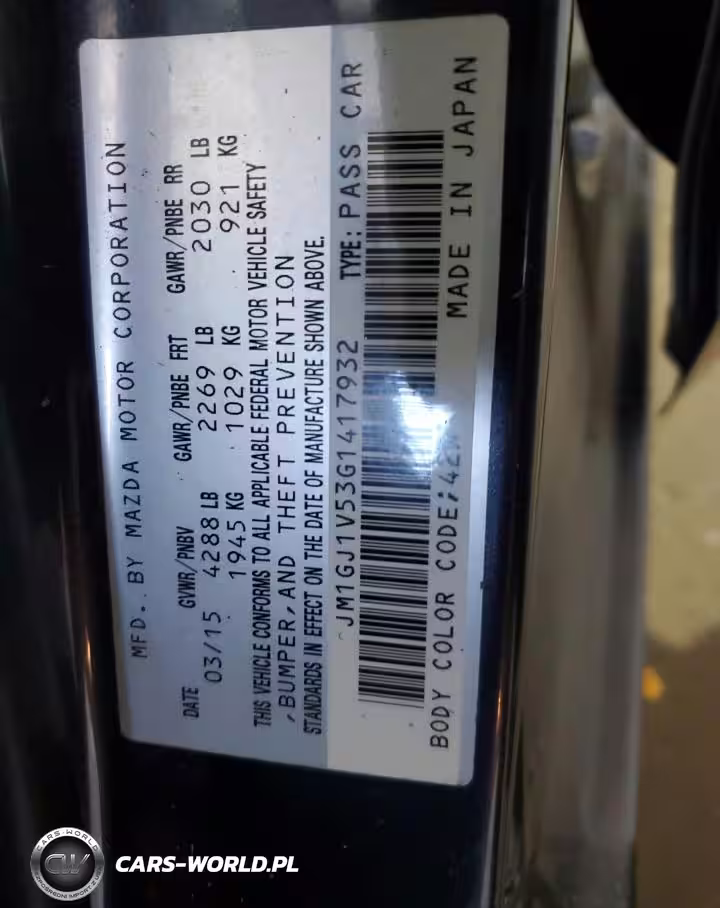 MFD. BY MAZDA MOTOR CORPORATION
DATE GVWR/PNBV GAWR/PNBE FRT GAWR/PNBE RR
03/15 4288 LB 2269 LB 2030 LB
1945 KG 1029 KG 921 KG
THIS VEHICLE CONFORMS TO ALL APPLICABLE FEDERAL MOTOR VEHICLE SAFETY
,BUMPER,AND THEFT PREVENTION
STANDARDS IN EFFECT ON THE DATE OF MANUFACTURE SHOWN ABOVE.
JM1GJ1V53G1417932 TYPE: PASS CAR
BODY COLOR CODE; MADE IN JAPAN
CARS-WORLD
CW
CARS-WORLD.PL